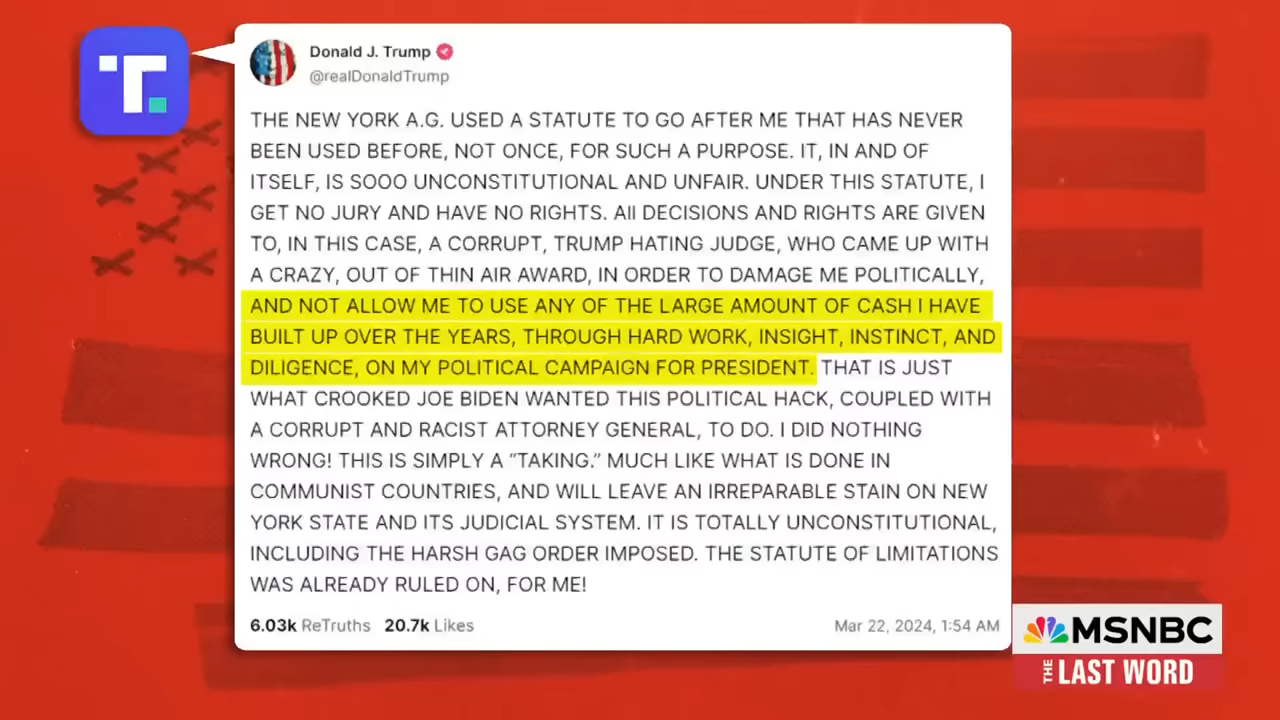 T
Donald J. Trump
@realDonaldTrump
THE NEW YORK A.G. USED A STATUTE TO GO AFTER ME THAT HAS NEVER
BEEN USED BEFORE, NOT ONCE, FOR SUCH A PURPOSE. IT, IN AND OF
ITSELF, IS SOOO UNCONSTITUTIONAL AND UNFAIR. UNDER THIS STATUTE, I
GET NO JURY AND HAVE NO RIGHTS. All DECISIONS AND RIGHTS ARE GIVEN
TO, IN THIS CASE, A CORRUPT, TRUMP HATING JUDGE, WHO CAME UP WITH
A CRAZY, OUT OF THIN AIR AWARD, IN ORDER TO DAMAGE ME POLITICALLY,
AND NOT ALLOW ME TO USE ANY OF THE LARGE AMOUNT OF CASH I HAVE
BUILT UP OVER THE YEARS, THROUGH HARD WORK, INSIGHT, INSTINCT, AND
DILIGENCE, ON MY POLITICAL CAMPAIGN FOR PRESIDENT. THAT IS JUST
WHAT CROOKED JOE BIDEN WANTED THIS POLITICAL HACK, COUPLED WITH
A CORRUPT AND RACIST ATTORNEY GENERAL, TO DO. I DID NOTHING
WRONG! THIS IS SIMPLY A “TAKING.” MUCH LIKE WHAT IS DONE IN
COMMUNIST COUNTRIES, AND WILL LEAVE AN IRREPARABLE STAIN ON NEW
YORK STATE AND ITS JUDICIAL SYSTEM. IT IS TOTALLY UNCONSTITUTIONAL,
INCLUDING THE HARSH GAG ORDER IMPOSED. THE STATUTE OF LIMITATIONS
WAS ALREADY RULED ON, FOR ME!
6.03k ReTruths 20.7k Likes
Mar 22, 2024, 1:54 AM
MSNBC
THE LAST WORD